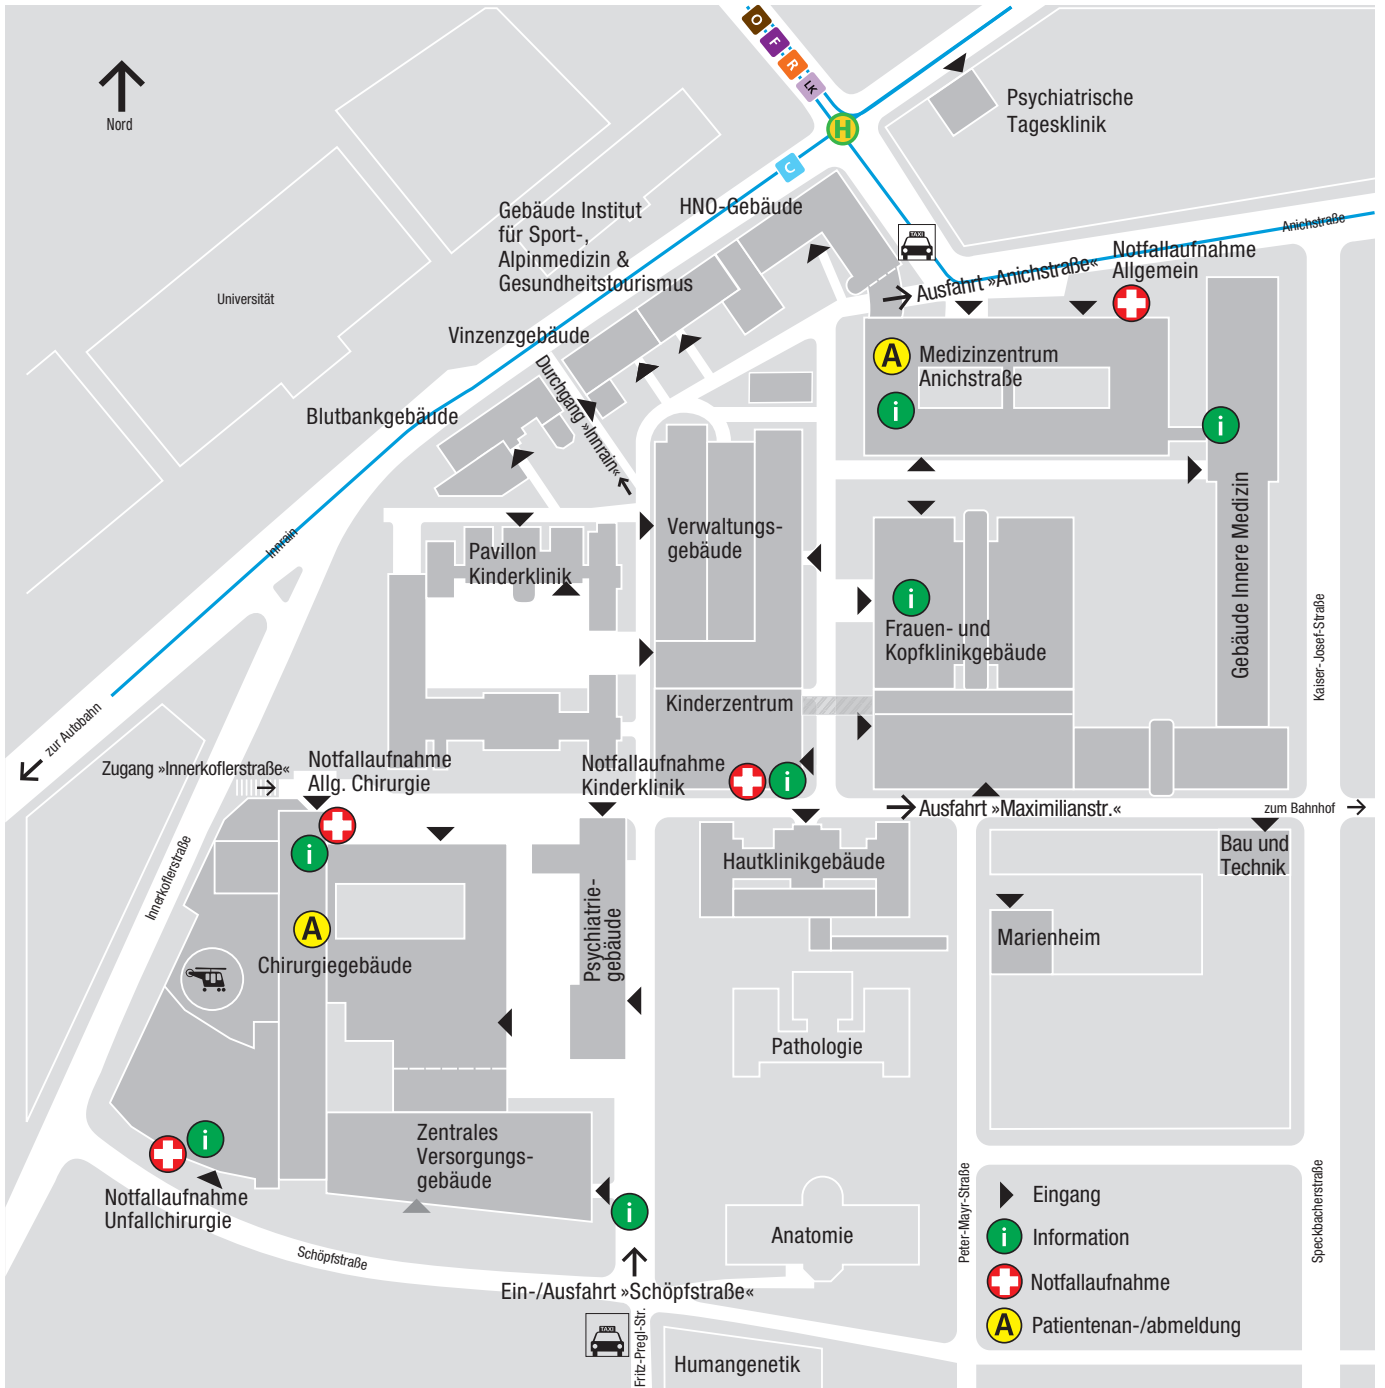 O
F
R
LK
H
C
Nord
Psychiatrische
Tagesklinik
Gebäude Institut
für Sport-,
Alpinmedizin &
Gesundheitstourismus
HNO-Gebäude
TAXI
Anichstraße
Notfallaufnahme
Allgemein
Ausfahrt »Anichstraße«
Universität
Vinzenzgebäude
Durchgang »Innrain«
A
Medizinzentrum
Anichstraße
i
i
Blutbankgebäude
Innrain
Pavillon
Kinderklinik
Verwaltungs-
gebäude
i
Frauen- und
Kopfklinikgebäude
Gebäude Innere Medizin
Kaiser-Josef-Straße
Kinderzentrum
zur Autobahn
Zugang »Innerkoflerstraße«
Notfallaufnahme
Allg. Chirurgie
Notfallaufnahme
Kinderklinik
i
Ausfahrt »Maximilianstr.«
zum Bahnhof
i
Innerkoflerstraße
Hautklinikgebäude
Bau und
Technik
A
Chirurgiegebäude
Psychiatrie-
gebäude
Marienheim
Pathologie
i
Notfallaufnahme
Unfallchirurgie
Zentrales
Versorgungs-
gebäude
i
Schöpfstraße
Anatomie
Peter-Mayr-Straße
Speckbacherstraße
Eingang
i
Information
Notfallaufnahme
A
Patientenan-/abmeldung
Ein-/Ausfahrt »Schöpfstraße«
TAXI
Fritz-Pregl-Str.
Humangenetik